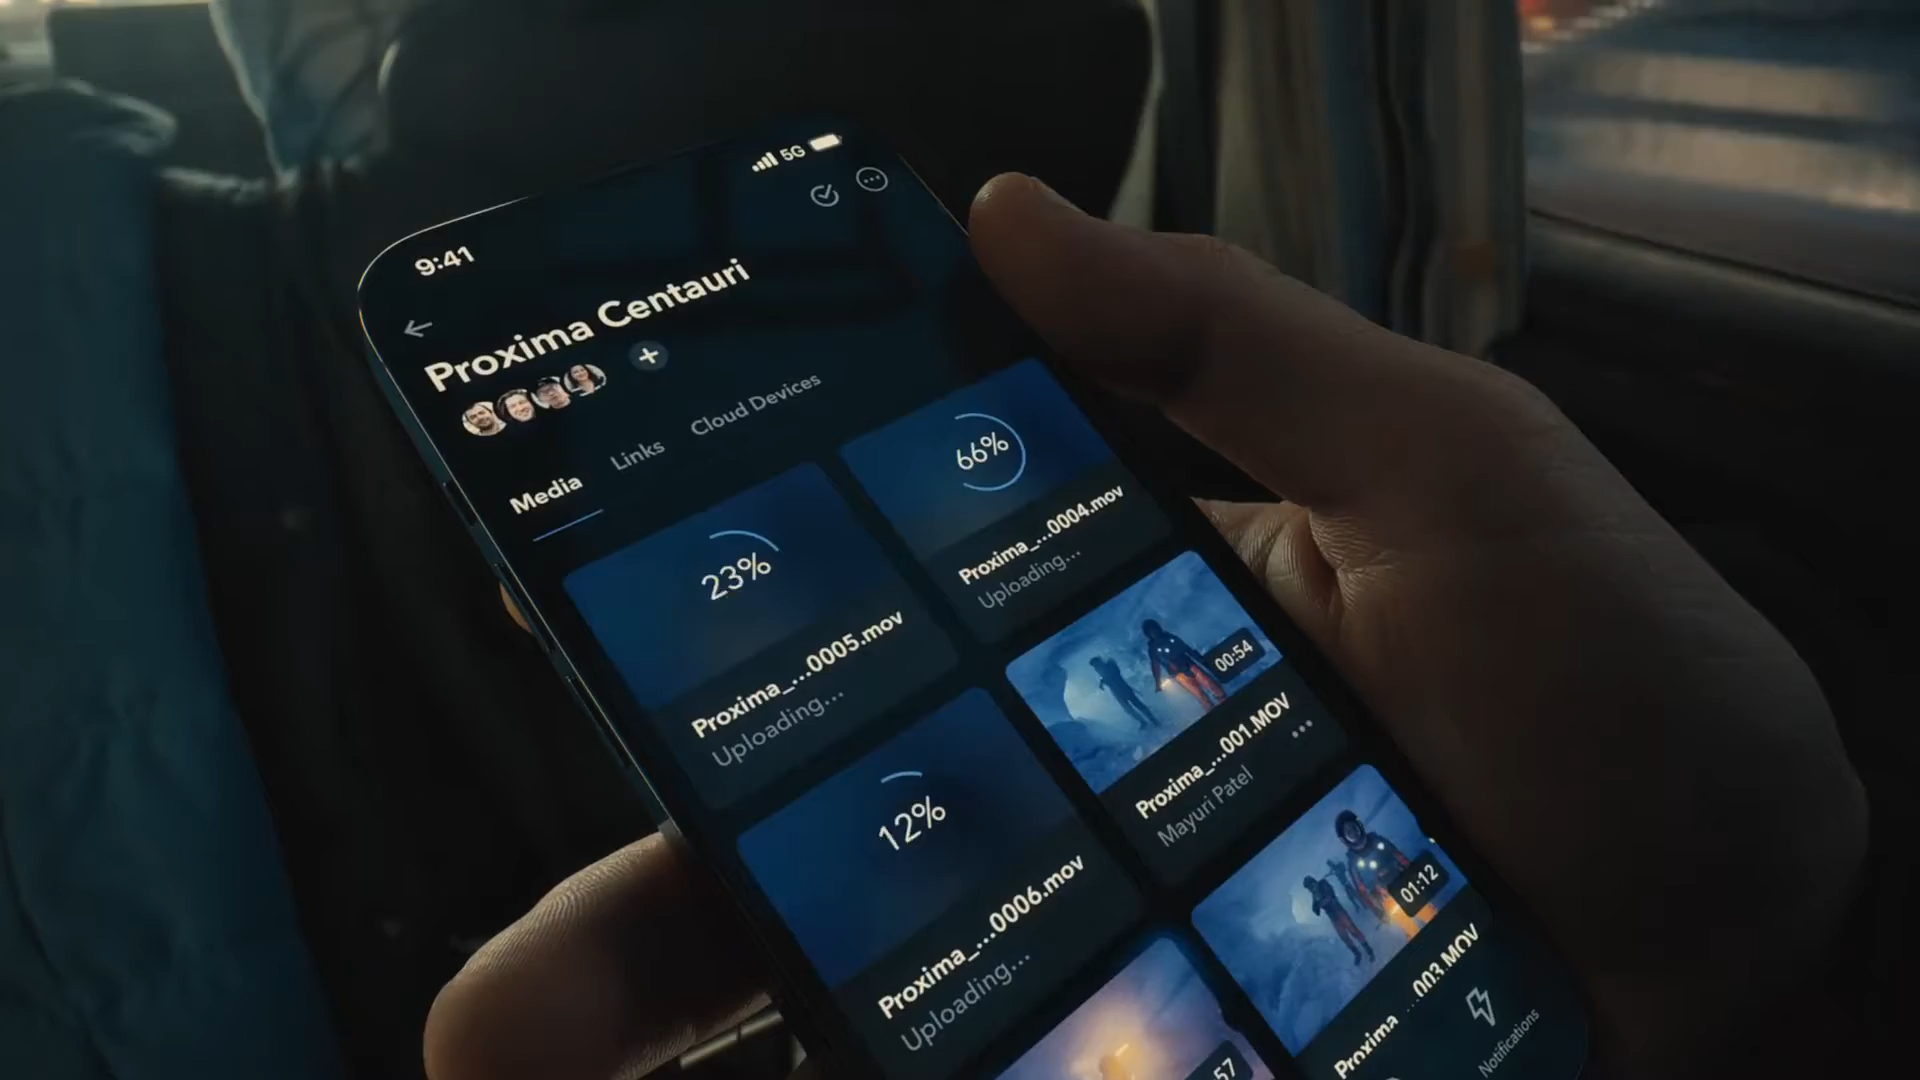 5G
9:41
Proxima Centauri
Media
Links
Cloud Devices
23%
Proxima_...0005.mov
Uploading...
66%
Proxima_...0004.mov
Uploading...
12%
Proxima_...0006.mov
Uploading...
00:54
Proxima_...001.MOV
Mayuri Patel
01:12
Proxima_...003.MOV
57
Notifications